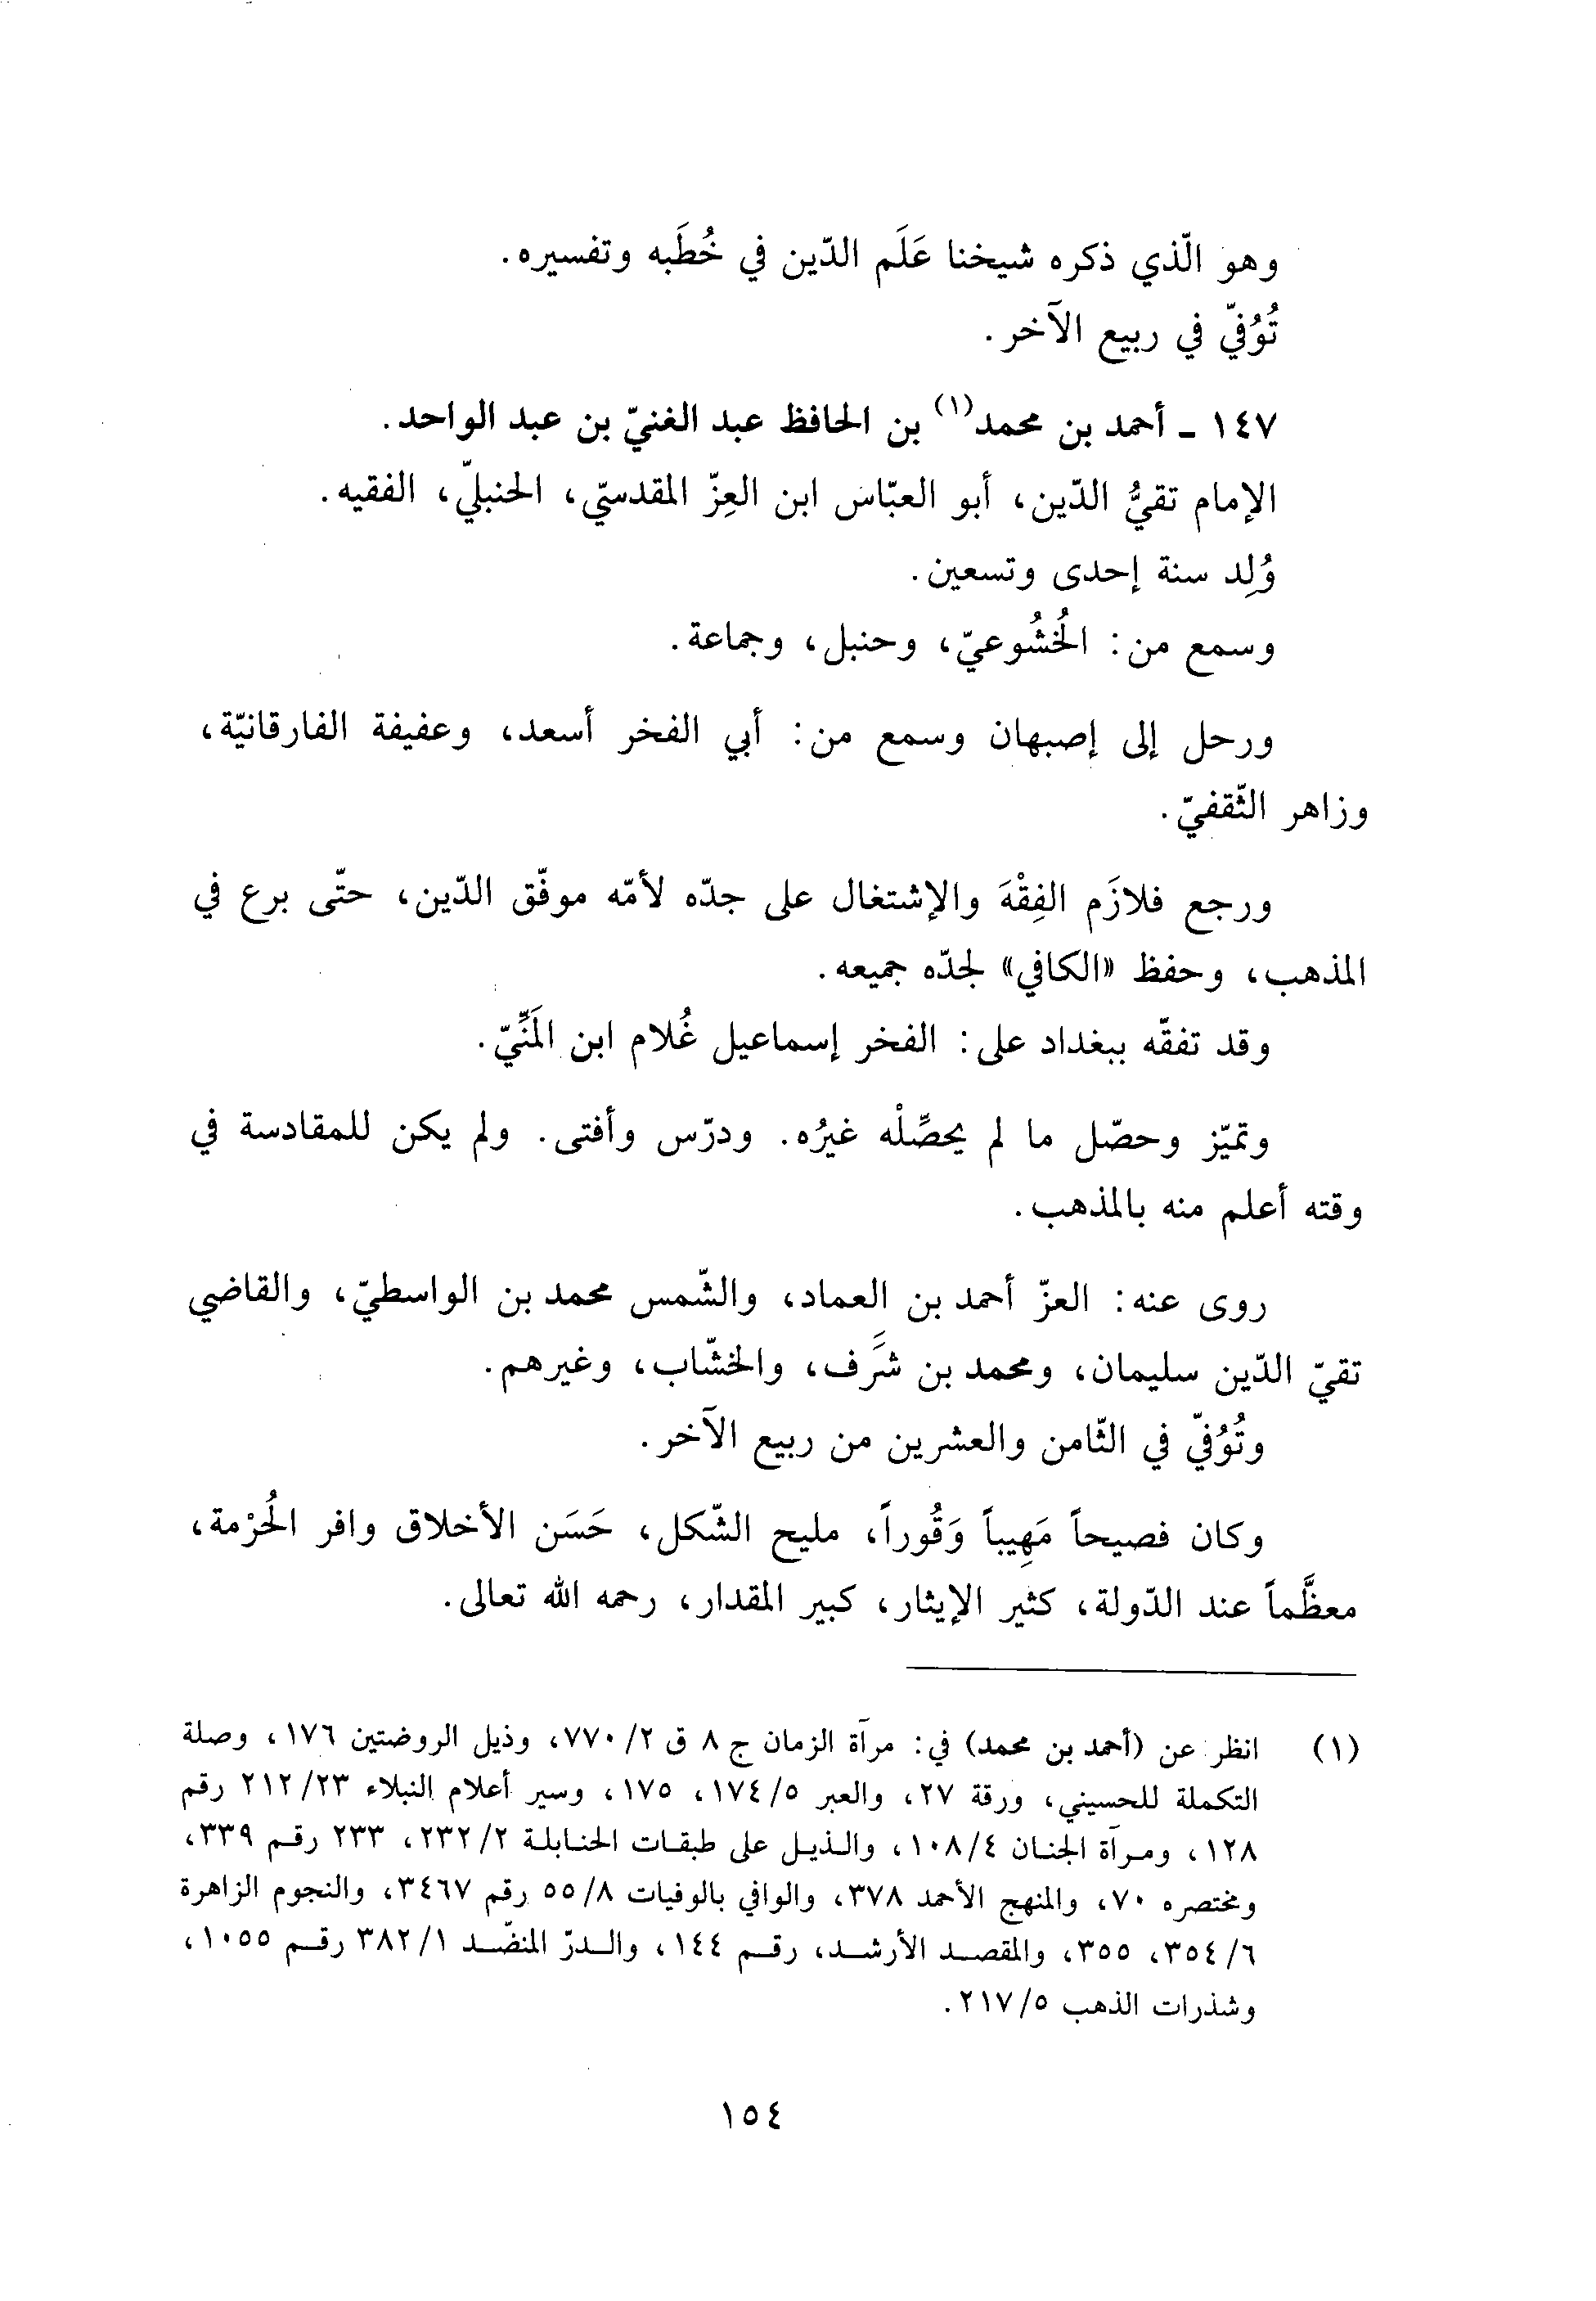 وهو الّذي ذكره شيخنا عَلَم الدّين في خُطَبه وتفسيره.
تُوُفّي في ربيع الآخر.
١٤٧ ـ أحمد بن محمد(١) بن الحافظ عبد الغنيّ بن عبد الواحد.
الإمام تقيُّ الدّين، أبو العبّاس ابن العِزّ المقدسيّ، الحنبليّ، الفقيه.
وُلِد سنة إحدى وتسعين.
وسمع من: الخُشُوعيّ، وحنبل، وجماعة.
ورحل إلى إصبهان وسمع من: أبي الفخر أسعد، وعفيفة الفارقانيّة،
وزاهر الثّقفيّ.
ورجع فلازَم الفِقْهَ والإشتغال على جدّه لأمّه موفّق الدّين، حتّى برع في
المذهب، وحفظ «الكافي» لجدّه جميعه.
وقد تفقّه ببغداد على: الفخر إسماعيل غُلام ابن المَنِّيّ.
وتميّز وحصّل ما لم يحصِّلْه غيرُه. ودرّس وأفتى. ولم يكن للمقادسة في
وقته أعلم منه بالمذهب.
روى عنه: العزّ أحمد بن العماد، والشّمس محمد بن الواسطيّ، والقاضي
تقيّ الدّين سليمان، ومحمد بن شَرَف، والخشّاب، وغيرهم.
وتُوُفّي في الثّامن والعشرين من ربيع الآخر.
وكان فصيحاً مَهِيباً وَقُوراً، مليح الشّكل، حَسَن الأخلاق وافر الحُرْمة،
معظَّماً عند الدّولة، كثير الإيثار، كبير المقدار، رحمه الله تعالى.
(١) انظر عن (أحمد بن محمد) في: مرآة الزمان ج ٨ ق ٢/ ٧٧٠، وذيل الروضتين ١٧٦، وصلة
التكملة للحسيني، ورقة ٢٧، والعبر ٥/ ١٧٤، ١٧٥، وسير أعلام النبلاء ٢٣/ ٢١٢ رقم
١٢٨، ومرآة الجنان ٤/ ١٠٨، والذيل على طبقات الحنابلة ٢/ ٢٣٢، ٢٣٣ رقم ٣٣٩،
ومختصره ٧٠، والمنهج الأحمد ٣٧٨، والوافي بالوفيات ٨/ ٥٥ رقم ٣٤٦٧، والنجوم الزاهرة
٦/ ٣٥٤، ٣٥٥، والمقصد الأرشد، رقم ١٤٤، والدرّ المنضّد ١/ ٣٨٢ رقم ١٠٥٥،
وشذرات الذهب ٥/ ٢١٧.
١٥٤